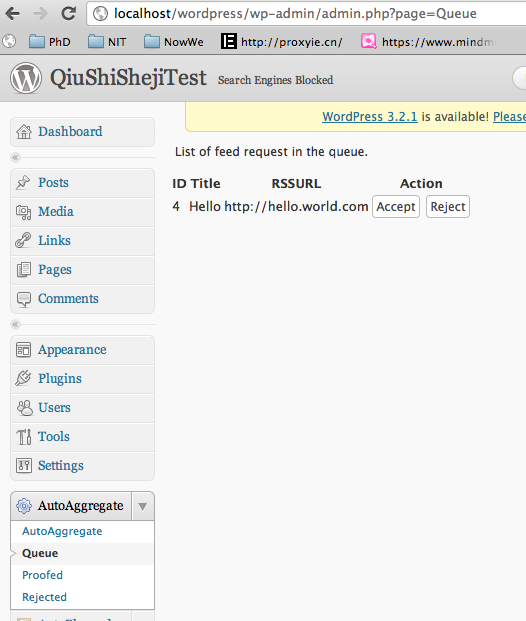 localhost/wordpress/wp-admin/admin.php?page=Queue
PhD NIT NowWe http://proxyie.cn/ https://www.mindm
QiuShiShejiTest Search Engines Blocked
WordPress 3.2.1 is available! Please
Dashboard
List of feed request in the queue.
ID Title RSSURL Action
4 Hello http://hello.world.com Accept Reject
Posts
Media
Links
Pages
Comments
Appearance
Plugins
Users
Tools
Settings
AutoAggregate
AutoAggregate
Queue
Proofed
Rejected